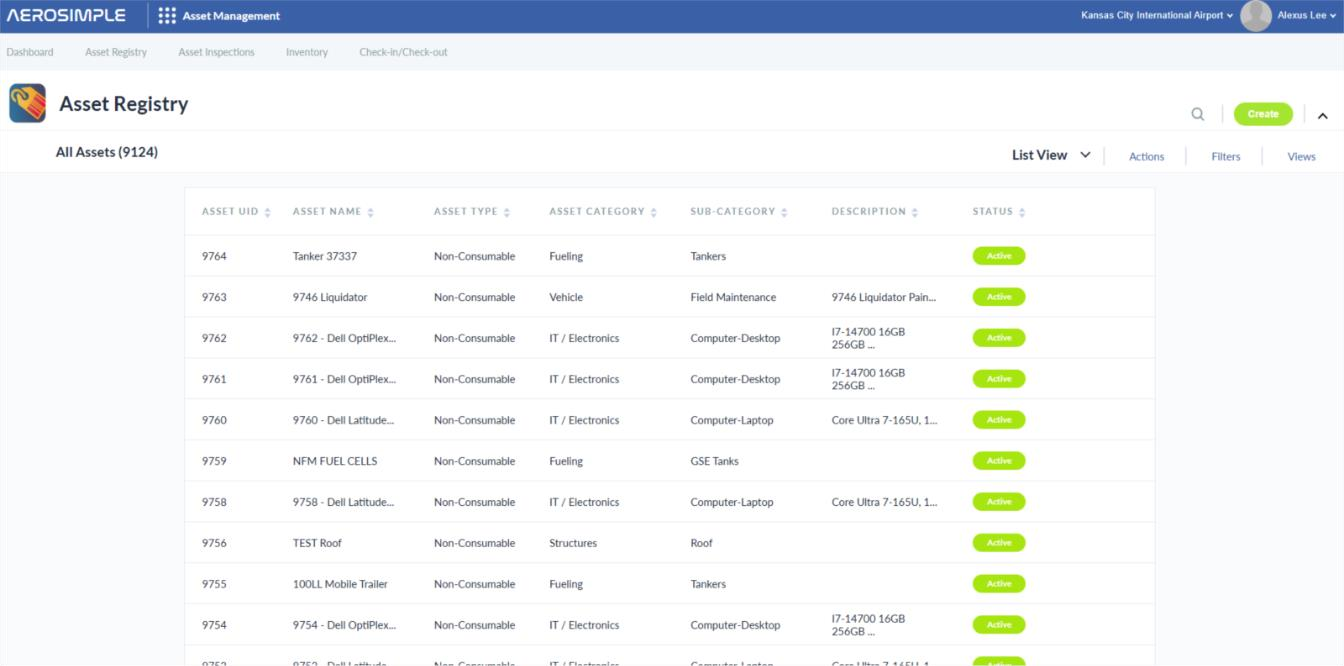 AEROSIMPLE Asset Management Kansas City International Airport Alexus Lee
Dashboard Asset Registry Asset Inspections Inventory Check-in/Check-out
Asset Registry
Create
All Assets (9124) List View Actions Filters Views
ASSET UID ASSET NAME ASSET TYPE ASSET CATEGORY SUB-CATEGORY DESCRIPTION STATUS
9764 Tanker 37337 Non-Consumable Fueling Tankers Active
9763 9746 Liquidator Non-Consumable Vehicle Field Maintenance 9746 Liquidator Pain... Active
9762 9762 - Dell OptiPlex... Non-Consumable IT / Electronics Computer-Desktop I7-14700 16GB 256GB ... Active
9761 9761 - Dell OptiPlex... Non-Consumable IT / Electronics Computer-Desktop I7-14700 16GB 256GB ... Active
9760 9760 - Dell Latitude... Non-Consumable IT / Electronics Computer-Laptop Core Ultra 7-165U, 1... Active
9759 NFM FUEL CELLS Non-Consumable Fueling GSE Tanks Active
9758 9758 - Dell Latitude... Non-Consumable IT / Electronics Computer-Laptop Core Ultra 7-165U, 1... Active
9756 TEST Roof Non-Consumable Structures Roof Active
9755 100LL Mobile Trailer Non-Consumable Fueling Tankers Active
9754 9754 - Dell OptiPlex... Non-Consumable IT / Electronics Computer-Desktop I7-14700 16GB 256GB ... Active